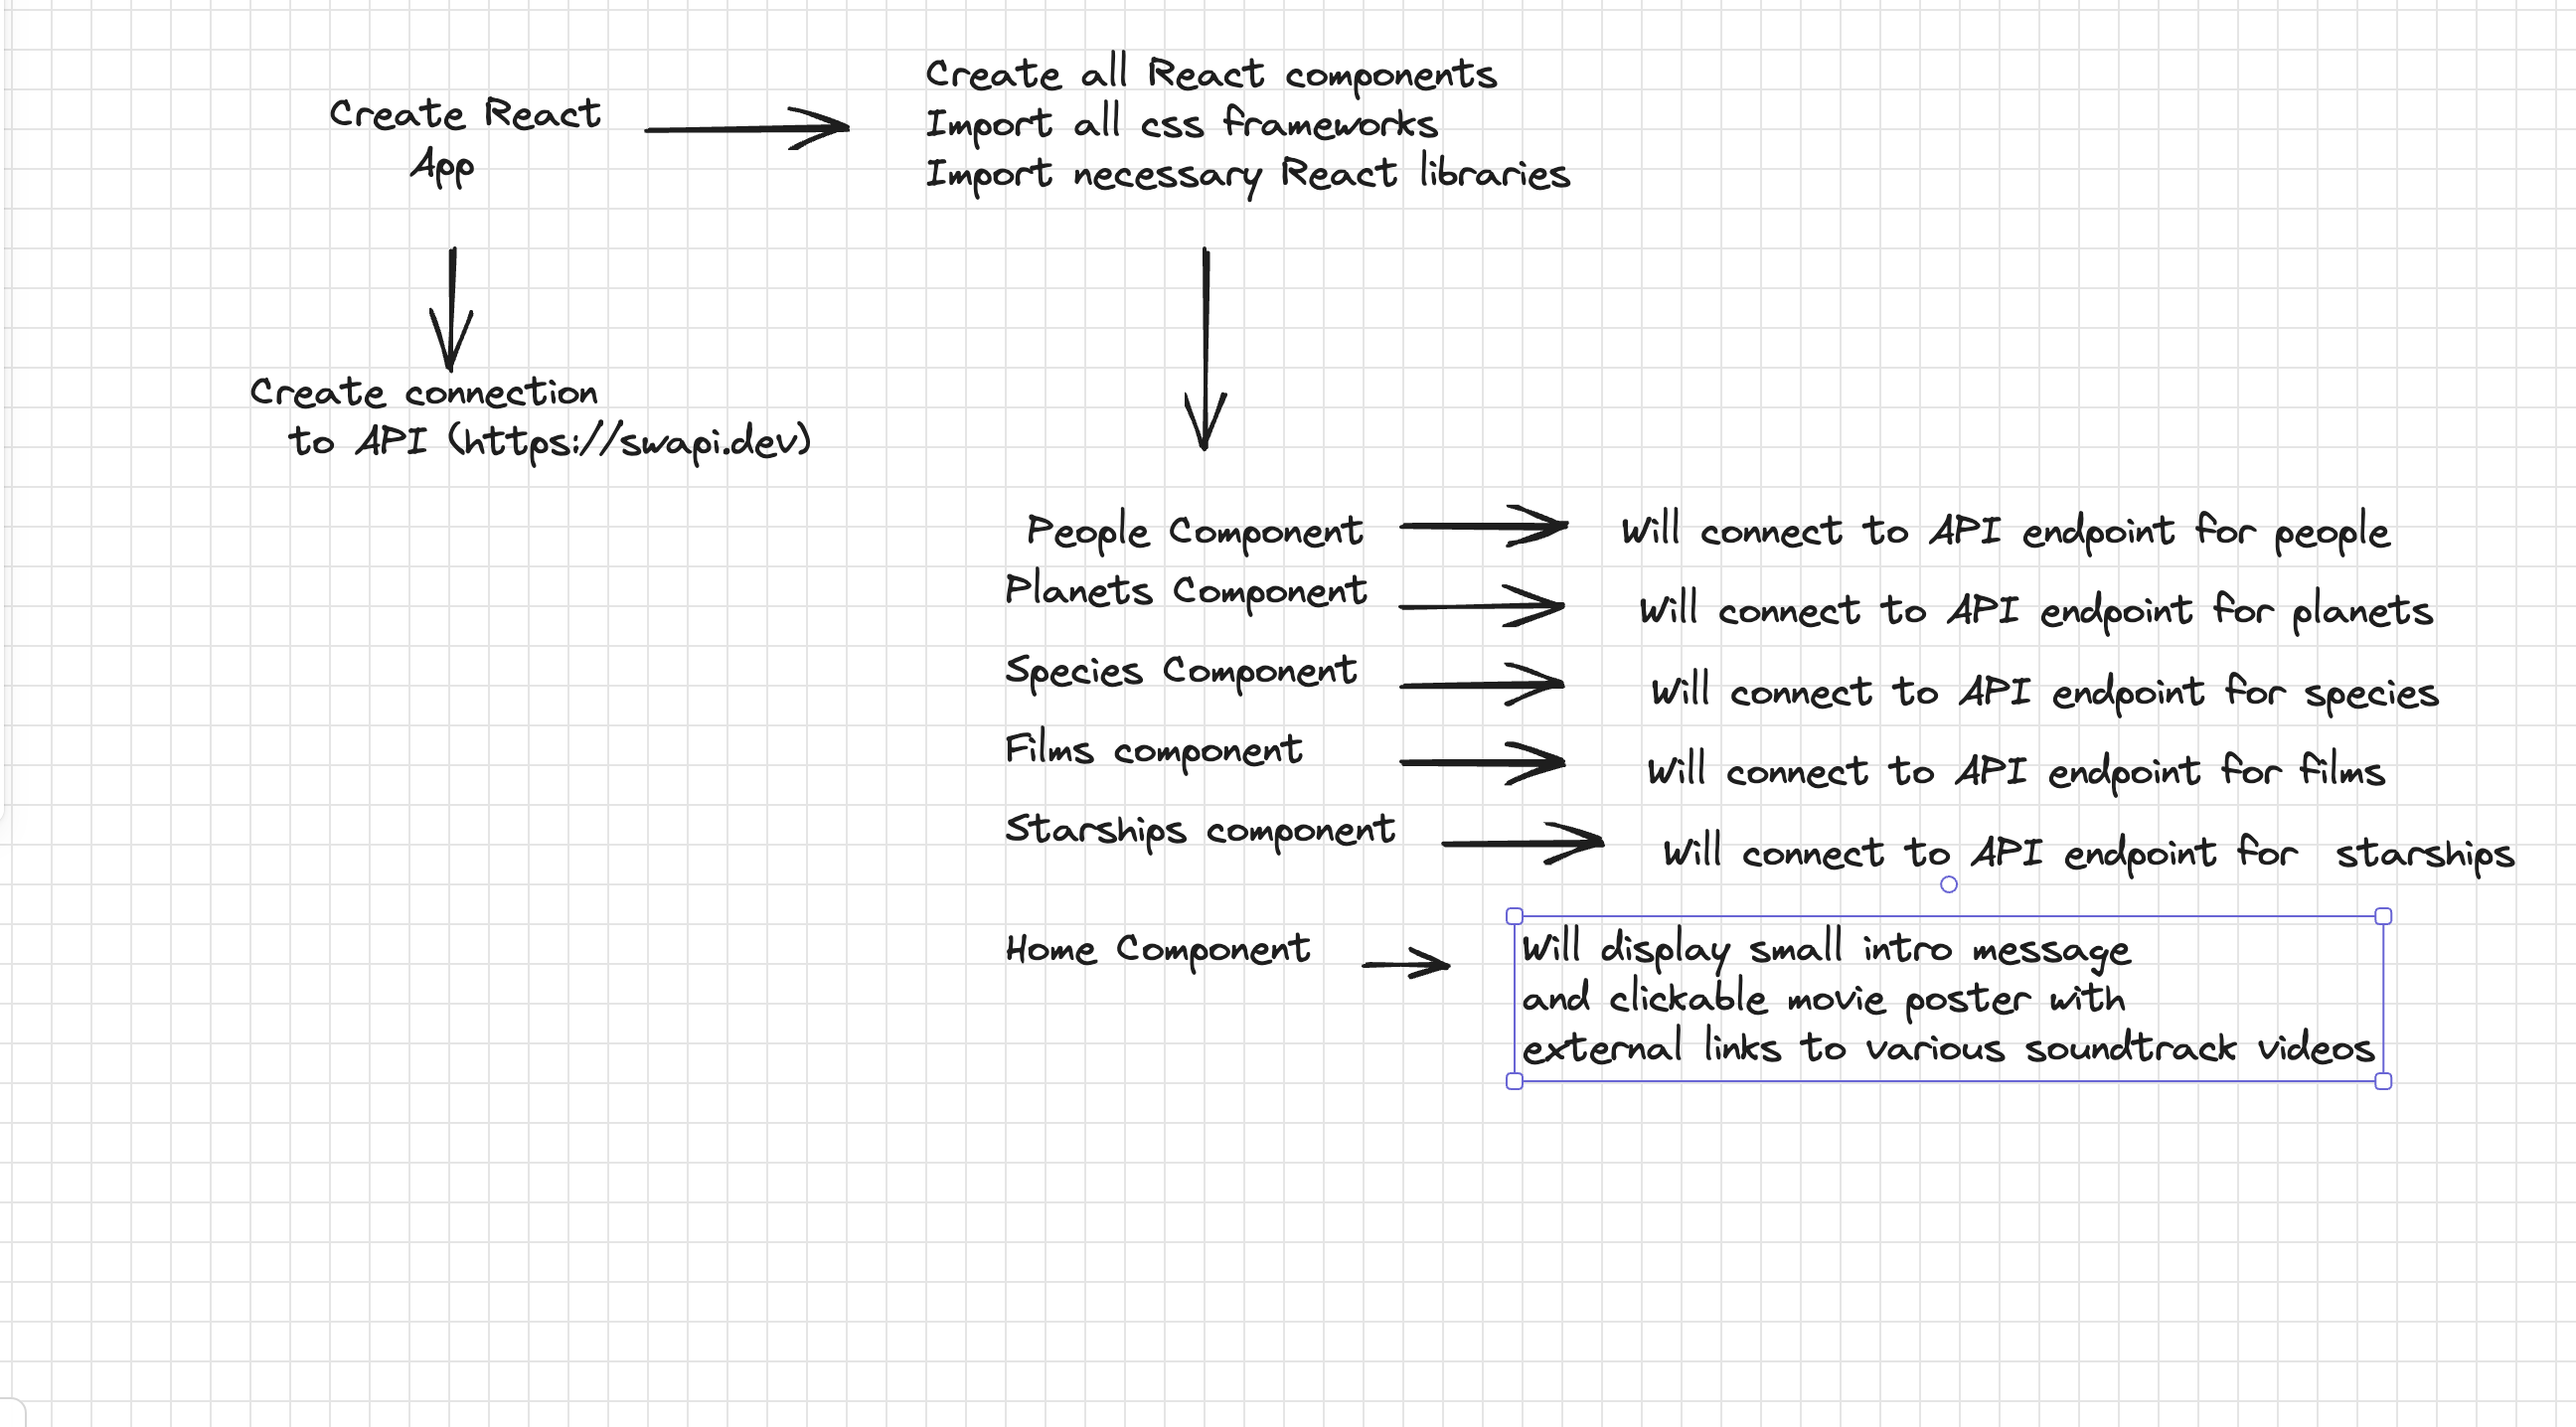 Create React
App
Create all React components
Import all css frameworks
Import necessary React libraries
Create connection
to API (https://swapi.dev)
People Component
Will connect to API endpoint for people
Planets Component
Will connect to API endpoint for planets
Species Component
Will connect to API endpoint for species
Films component
Will connect to API endpoint for films
Starships component
Will connect to API endpoint for starships
Home Component
Will display small intro message
and clickable movie poster with
external links to various soundtrack videos